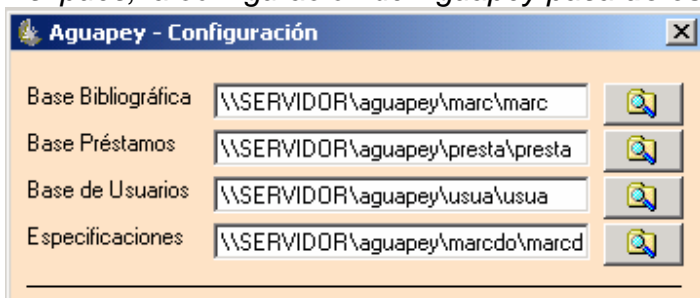 Aguapey - Configuración
Base Bibliográfica \\SERVIDOR\aguapey\marc\marc
Base Préstamos \\SERVIDOR\aguapey\presta\presta
Base de Usuarios \\SERVIDOR\aguapey\usua\usua
Especificaciones \\SERVIDOR\aguapey\marcdo\marcd